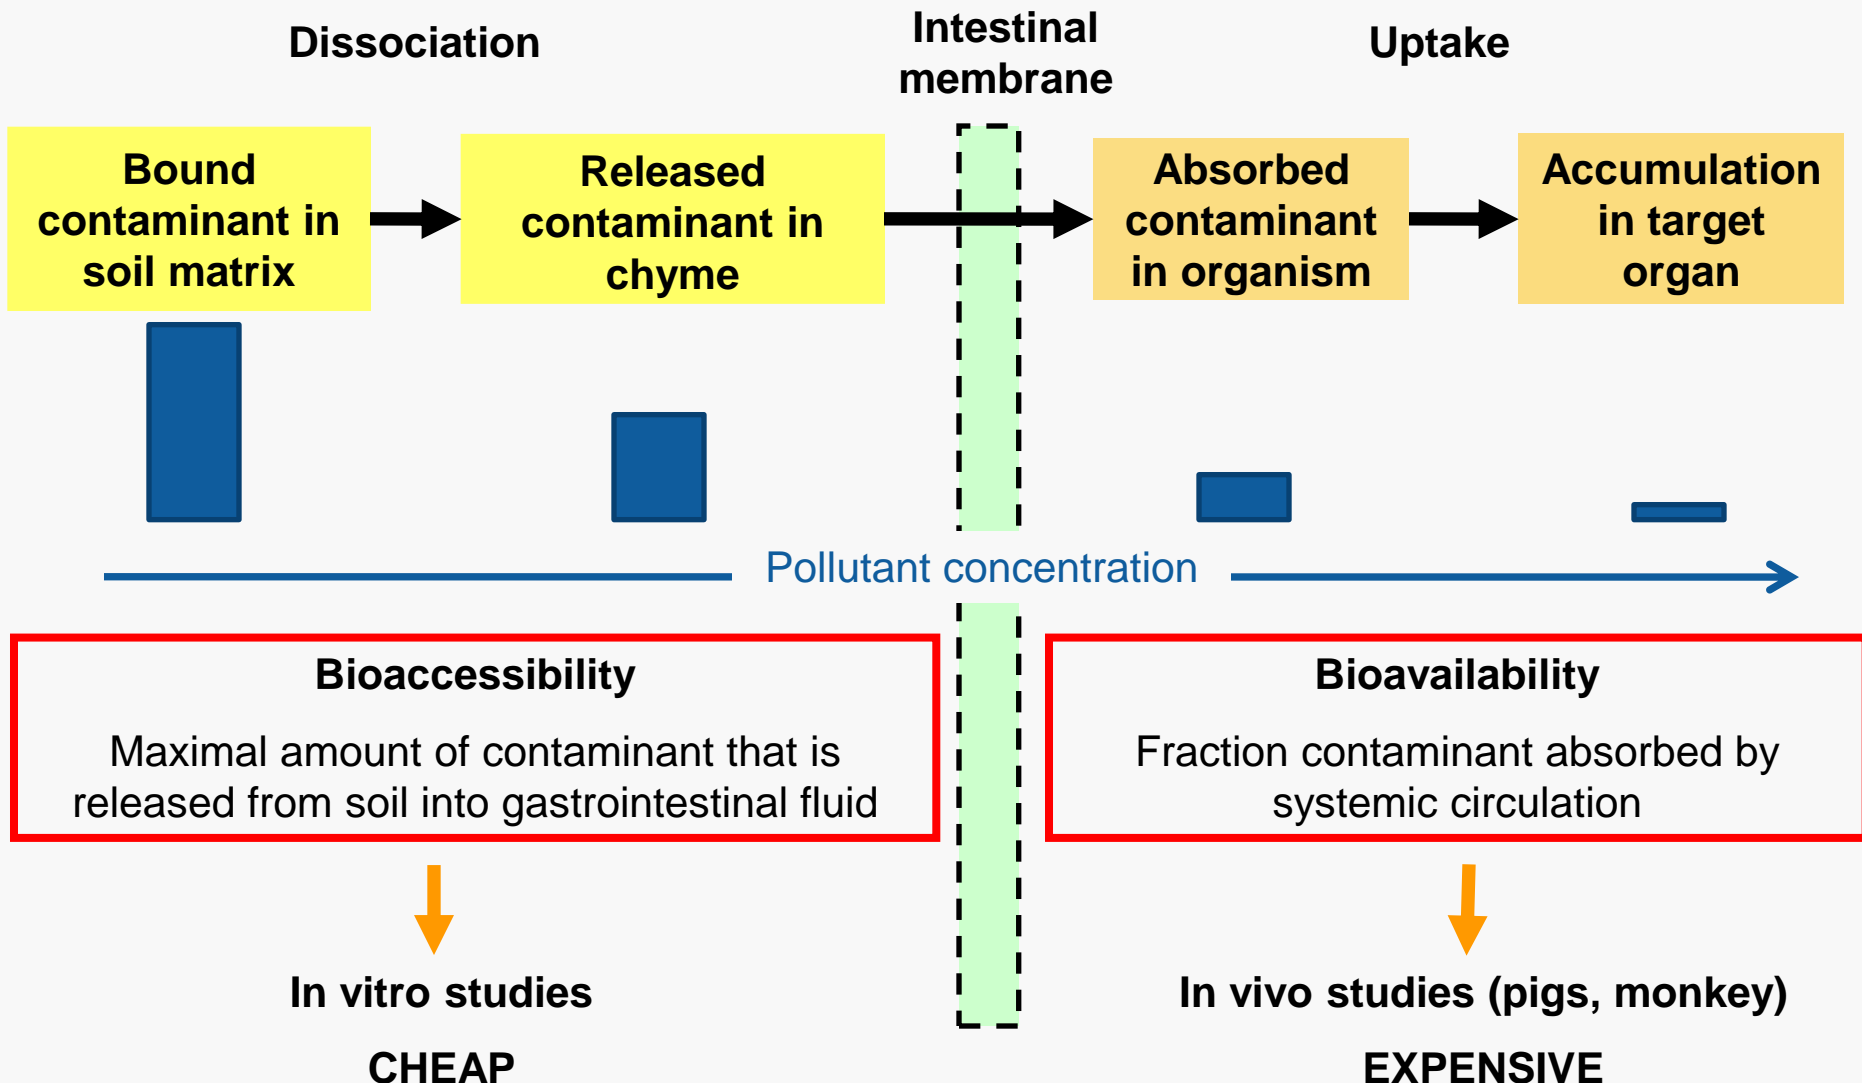 Dissociation
Intestinal
membrane
Uptake
Bound
contaminant in
soil matrix
Released
contaminant in
chyme
Absorbed
contaminant
in organism
Accumulation
in target
organ
Pollutant concentration
Bioaccessibility
Maximal amount of contaminant that is
released from soil into gastrointestinal fluid
Bioavailability
Fraction contaminant absorbed by
systemic circulation
In vitro studies
CHEAP
In vivo studies (pigs, monkey)
EXPENSIVE